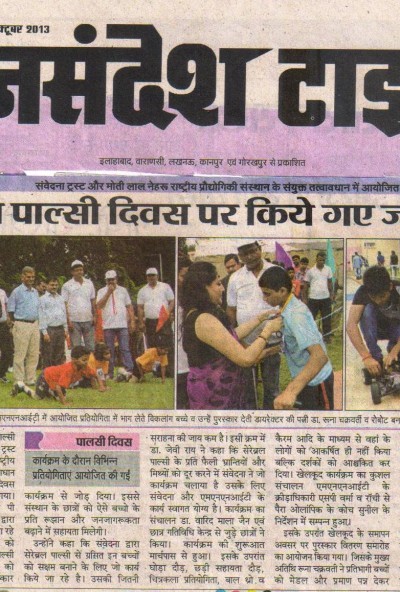 क्टूबर 2013
नसंदेश टाइ
इलाहाबाद, वाराणसी, लखनऊ, कानपुर एवं गोरखपुर से प्रकाशित
संवेदना ट्रस्ट और मोती लाल नेहरू राष्ट्रीय प्रौद्योगिकी संस्थान के संयुक्त तत्वावधान में आयोजित
पाल्सी दिवस पर किये गए ज
एमएनएनआईटी में आयोजित प्रतियोगिता में भाग लेते विकलांग बच्चे व उन्हें पुरस्कार देती डायरेक्टर की पत्नी डा. रूना चक्रवर्ती व रोबोट बन
पाल्सी
ट्रस्ट
ष्ट्रीय
पाल्सी दिवस
कार्यक्रम के दौरान विभिन्न
प्रतियोगिताएं आयोजित की गईं
कार्यक्रम से जोड़ दिया। इससे
संस्थान के छात्रों को ऐसे बच्चो के
प्रति रूझान और जनजागरूकता
बढ़ाने में सहायता मिलेगी।
उन्होंने कहा कि संवेदना द्वारा
सेरेब्रल पाल्सी से ग्रसित इन बच्चों
को सक्षम बनाने के लिए जो कार्य
किये जा रहे है। उसकी जितनी
सराहना की जाय कम है। इसी क्रम में
डा. जेवी राय ने कहा कि सेरेब्रल
पाल्सी के प्रति फैली भ्रान्तियों और
मिथ्यों को दूर करने में संवेदना ने जो
कार्यक्रम चलाया है उसके लिए
संवेदना और एमएनएनआईटी के
कार्य स्वागत योग्य है। कार्यक्रम का
संचालन डा. वारिद माला जैन एवं
छात्र गतिविधि केन्द्र से जुड़े छात्रों ने
किया। कार्यक्रम की शुरूआत
मार्चपास से हुआ। इसके उपरांत
घोड़ा दौड़, छड़ी सहायता दौड़,
चित्रकला प्रतियोगिता, बाल थ्रो व
कैरम आदि के माध्यम से वहां के
लोगों को आकर्षित ही नहीं किया
बल्कि दर्शकों को आश्चकित कर
दिया। खेलकूद कार्यक्रम का कुशल
संचालन एमएनएनआईटी के
क्रीड़ाधिकारी एसपी वर्मा व राँची से
पैरा ओलम्पिक के कोच सुनील के
निर्देशन में सम्पन्न हुआ।
इसके उपरांत खेलकूद के समापन
अवसर पर पुरस्कार वितरण समारोह
का आयोजन किया गया। जिसके मुख्य
अतिथि रूना चक्रवती ने प्रतिभागी बच्चों
को मेडल और प्रमाण पत्र देकर